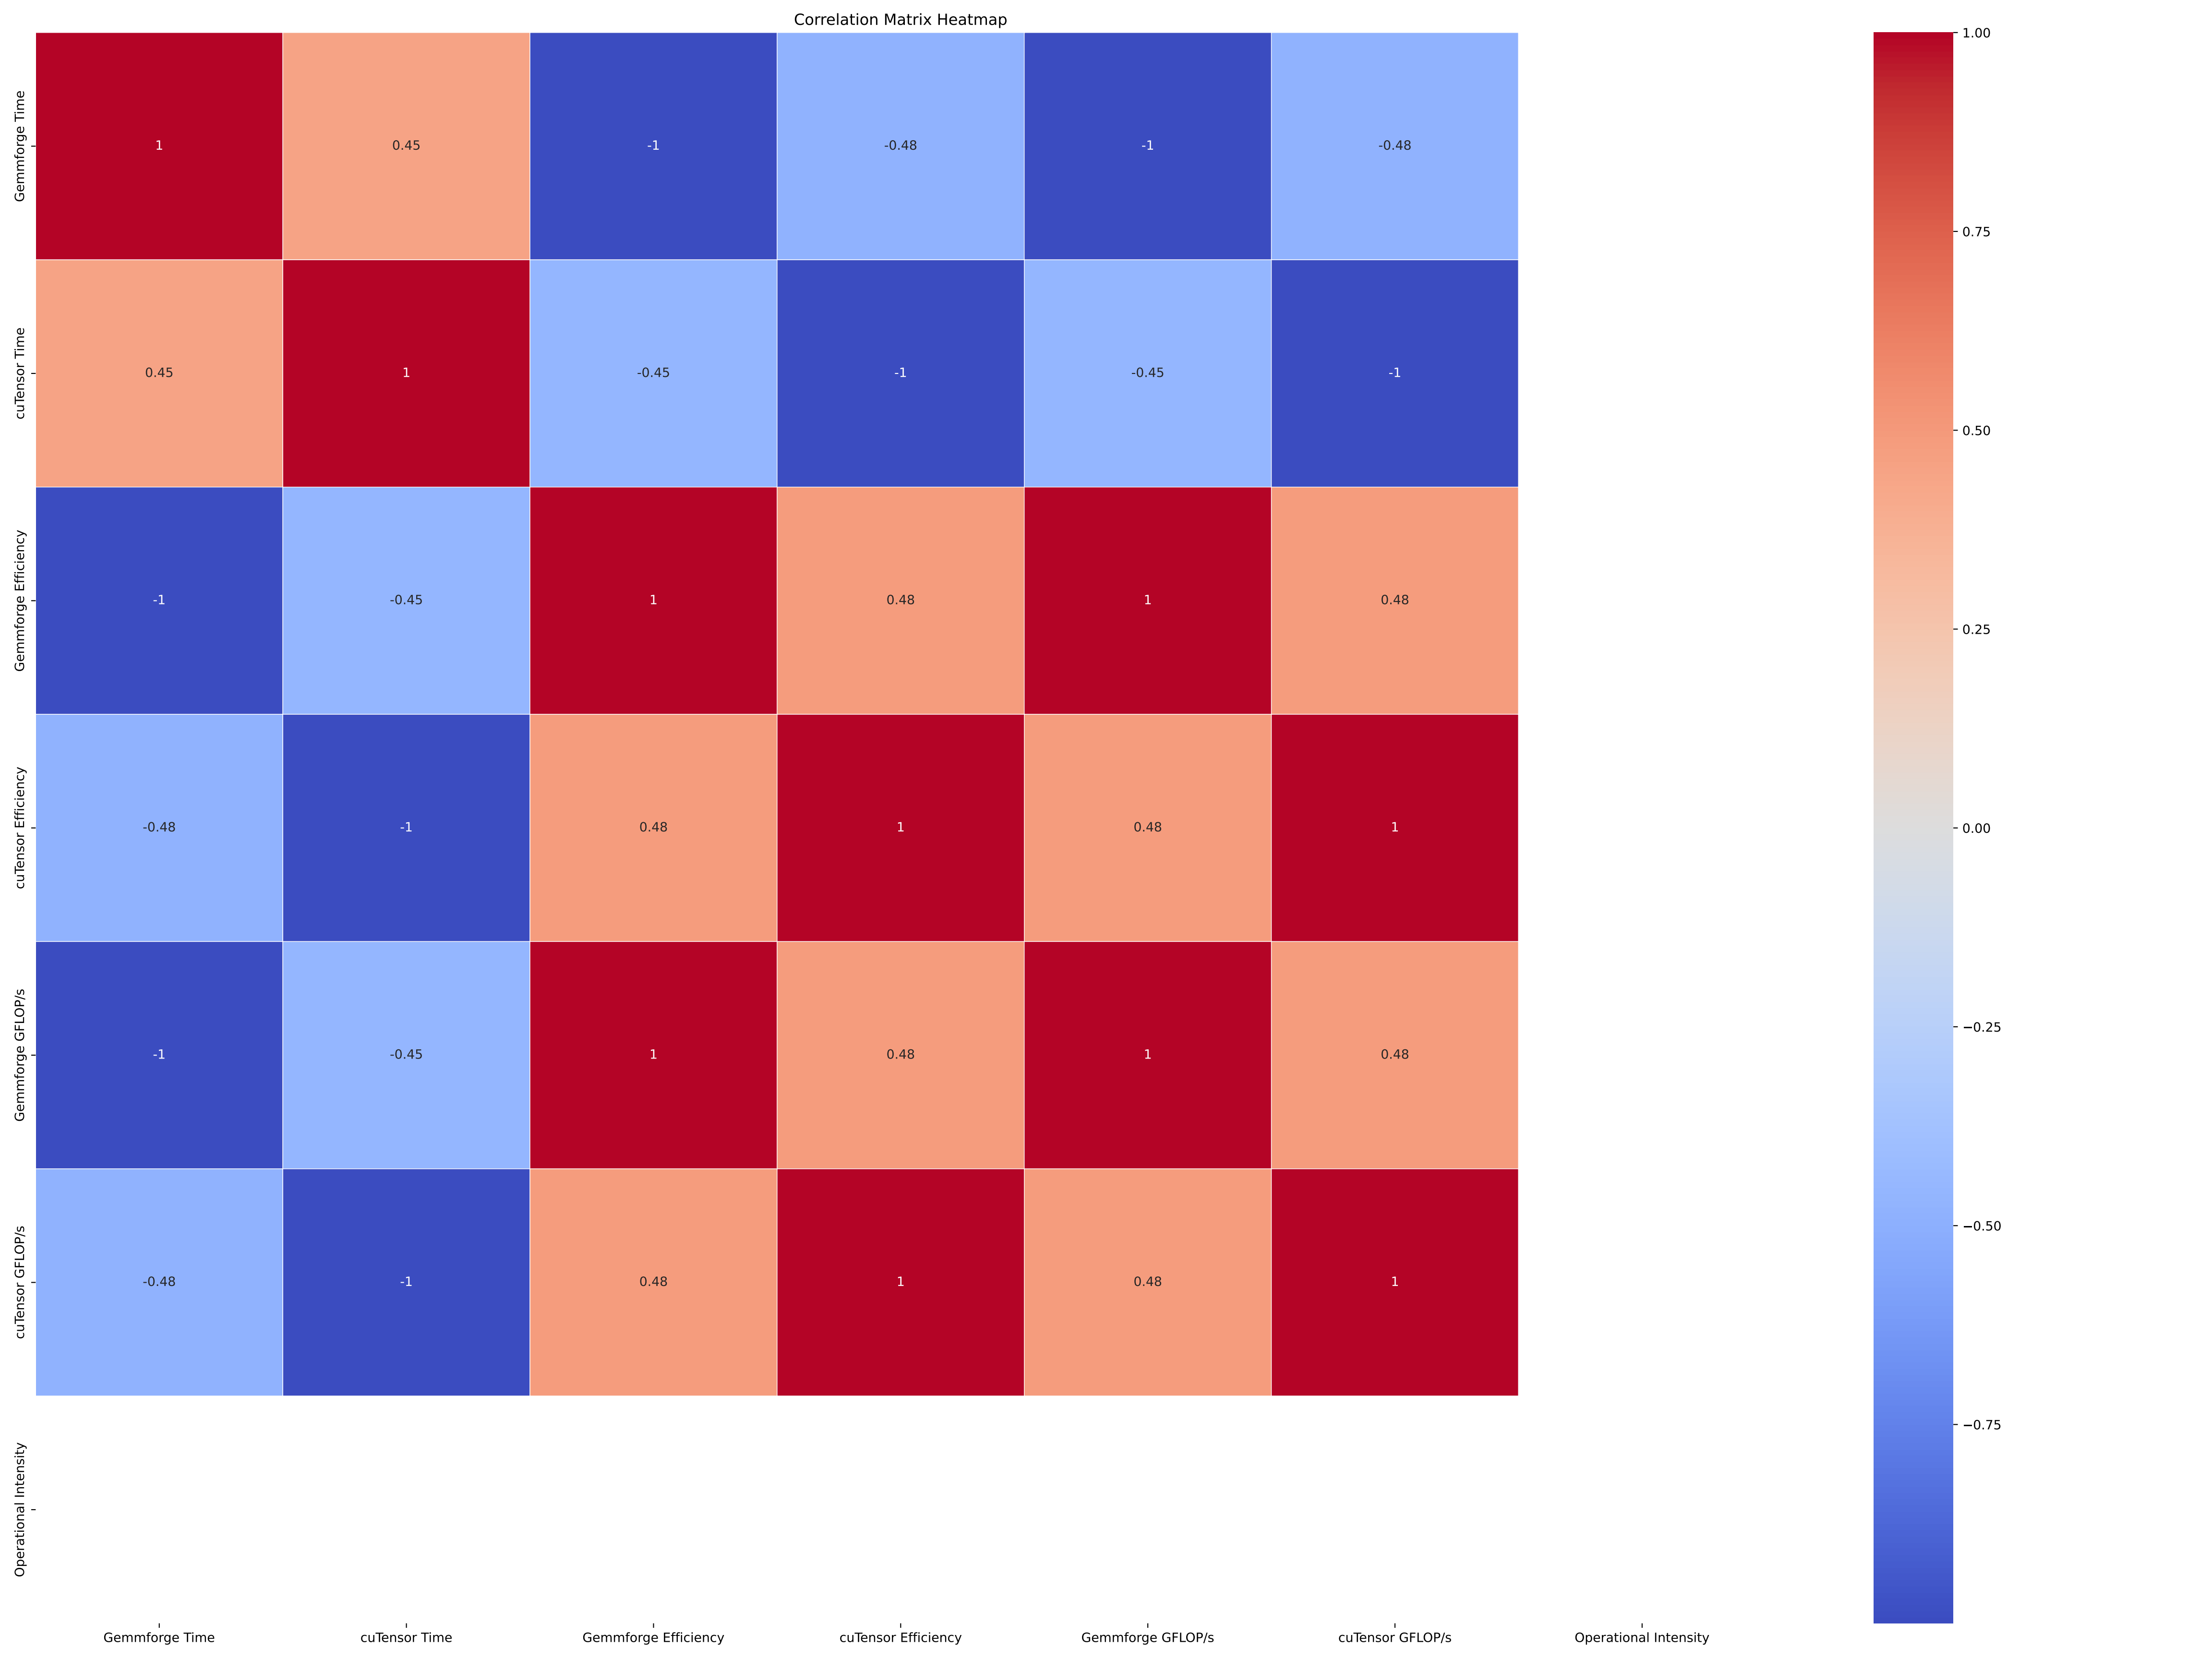 Correlation Matrix Heatmap
Gemmforge Time
1
0.45
-1
-0.48
-1
-0.48
cuTensor Time
0.45
1
-0.45
-1
-0.45
-1
Gemmforge Efficiency
-1
-0.45
1
0.48
1
0.48
cuTensor Efficiency
-0.48
-1
0.48
1
0.48
1
Gemmforge GFLOP/s
-1
-0.45
1
0.48
1
0.48
cuTensor GFLOP/s
-0.48
-1
0.48
1
0.48
1
Operational Intensity
Gemmforge Time
cuTensor Time
Gemmforge Efficiency
cuTensor Efficiency
Gemmforge GFLOP/s
cuTensor GFLOP/s
Operational Intensity
1.00
0.75
0.50
0.25
0.00
−0.25
−0.50
−0.75